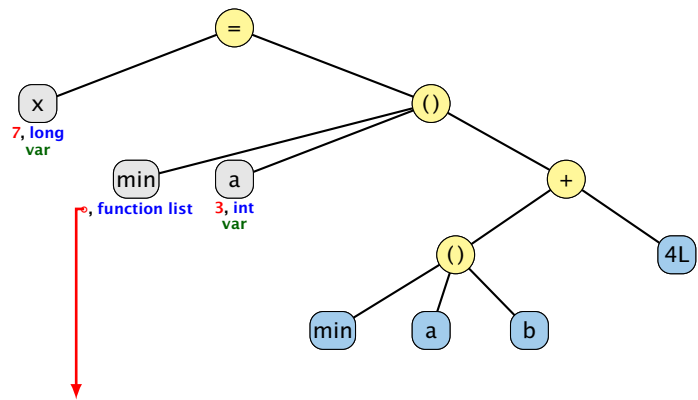 =
x
()
7, long
var
min
a
+
, function list
3, int
var
()
4L
min
a
b